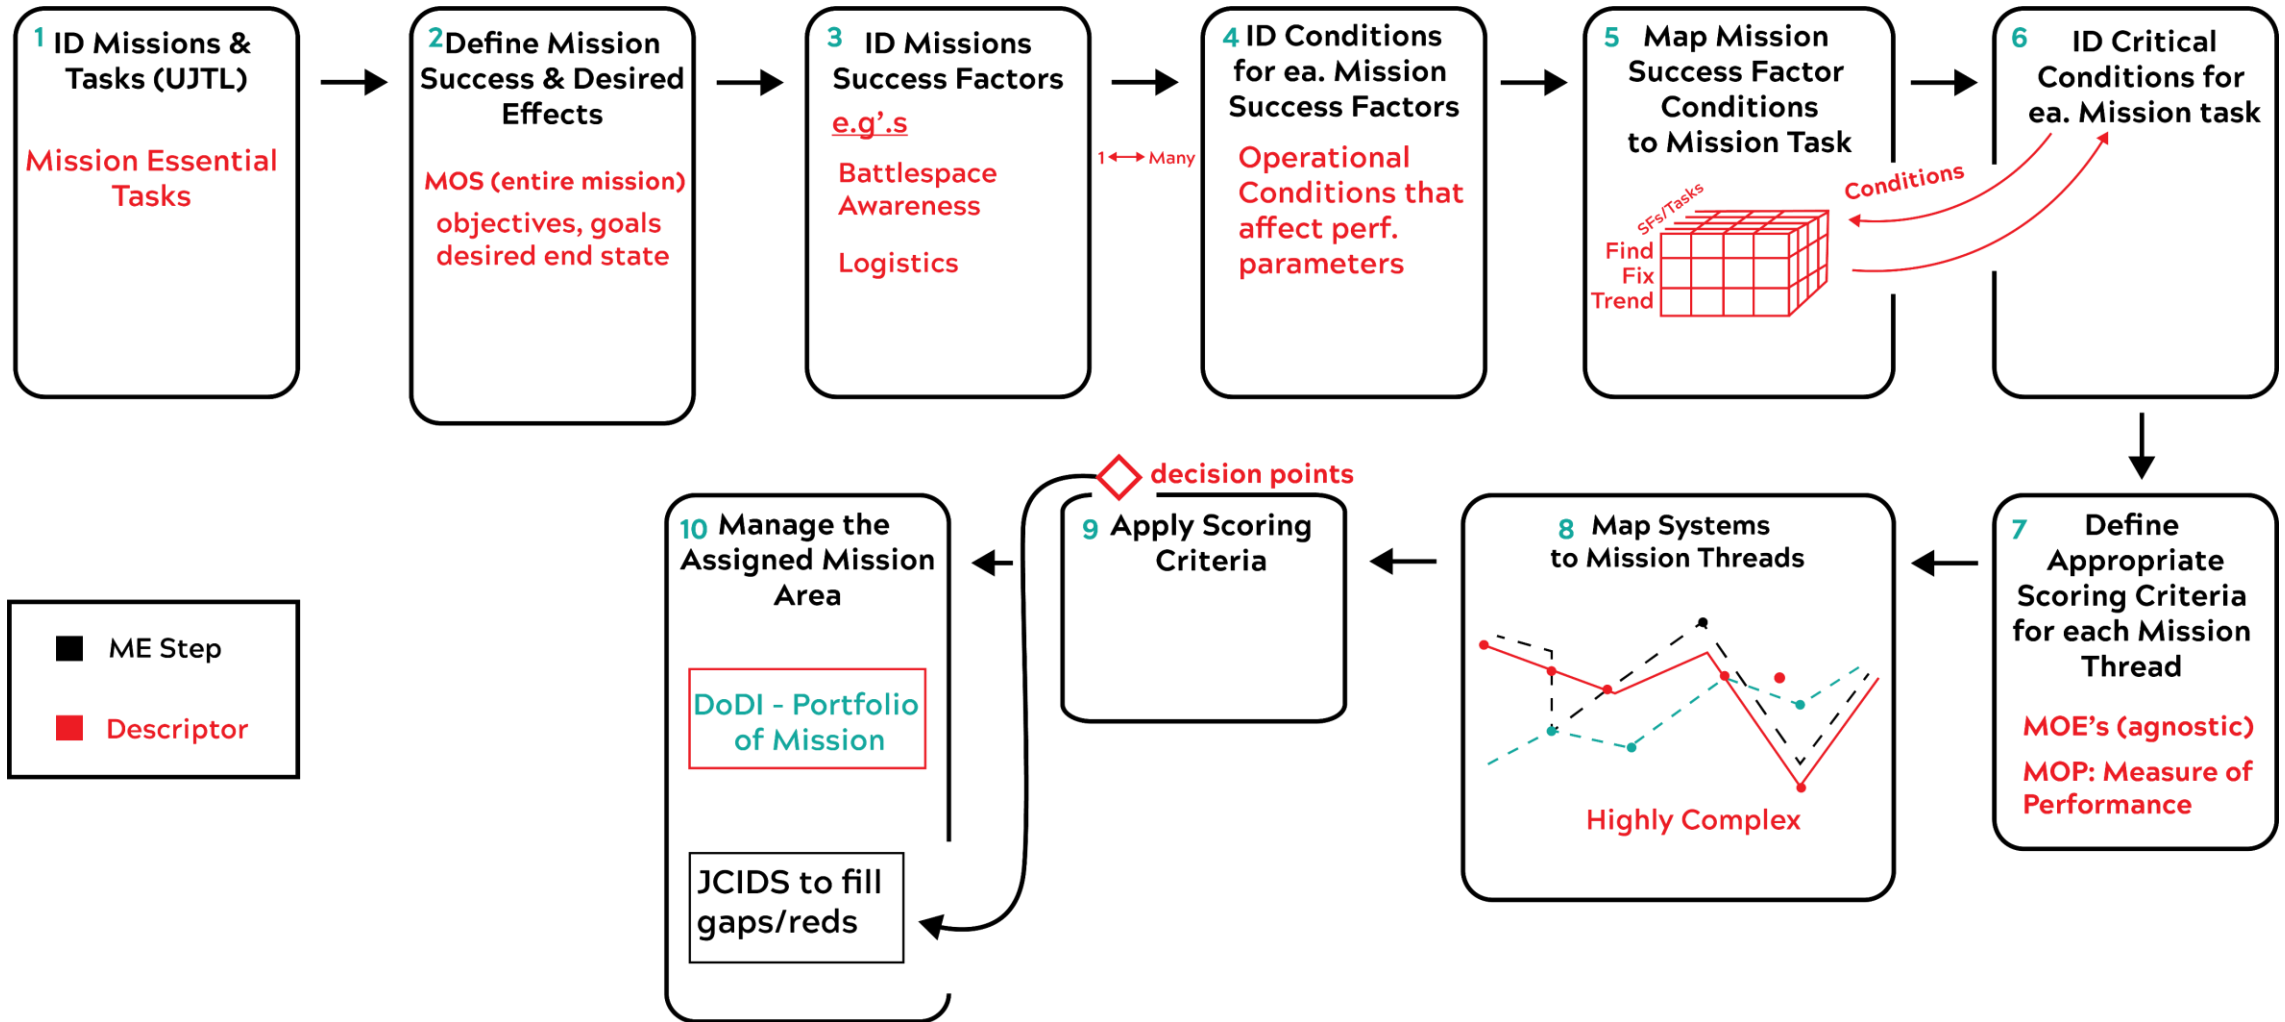 1 ID Missions &
Tasks (UJTL)
Mission Essential
Tasks
2 Define Mission
Success & Desired
Effects
MOS (entire mission)
objectives, goals
desired end state
3 ID Missions
Success Factors
e.g'.s
Battlespace
Awareness
Logistics
1 Many
4 ID Conditions
for ea. Mission
Success Factors
Operational
Conditions that
affect perf.
parameters
5 Map Mission
Success Factor
Conditions
to Mission Task
SFs/Tasks
Find
Fix
Trend
Conditions
6 ID Critical
Conditions for
ea. Mission task
7 Define
Appropriate
Scoring Criteria
for each Mission
Thread
MOE's (agnostic)
MOP: Measure of
Performance
8 Map Systems
to Mission Threads
Highly Complex
decision points
9 Apply Scoring
Criteria
10 Manage the
Assigned Mission
Area
DoDI - Portfolio
of Mission
JCIDS to fill
gaps/reds
ME Step
Descriptor